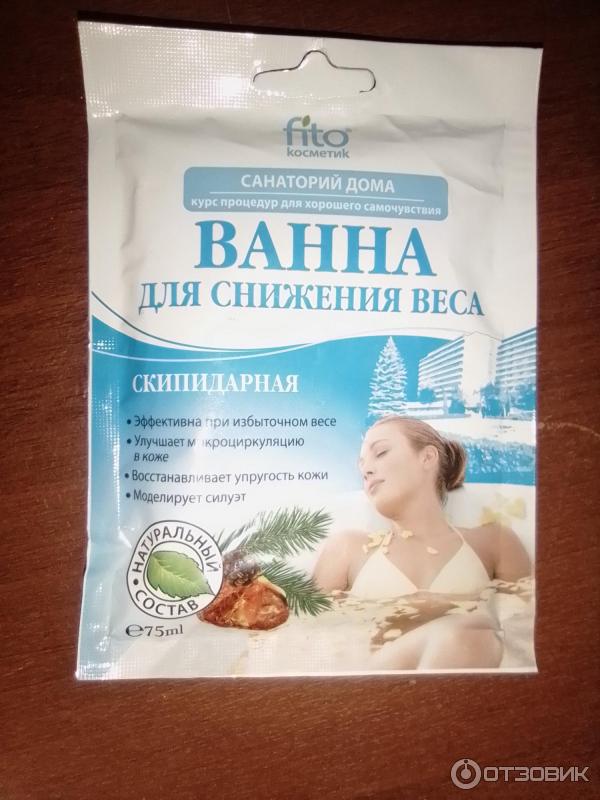 fito
косметик
САНАТОРИЙ ДОМА
курс процедур для хорошего самочувствия
ВАННА
ДЛЯ СНИЖЕНИЯ ВЕСА
СКИПИДАРНАЯ
• Эффективна при избыточном весе
• Улучшает микроциркуляцию
в коже
• Восстанавливает упругость кожи
• Моделирует силуэт
• НАТУРАЛЬНЫЙ •
СОСТАВ
℮75ml
ОТЗОВИК